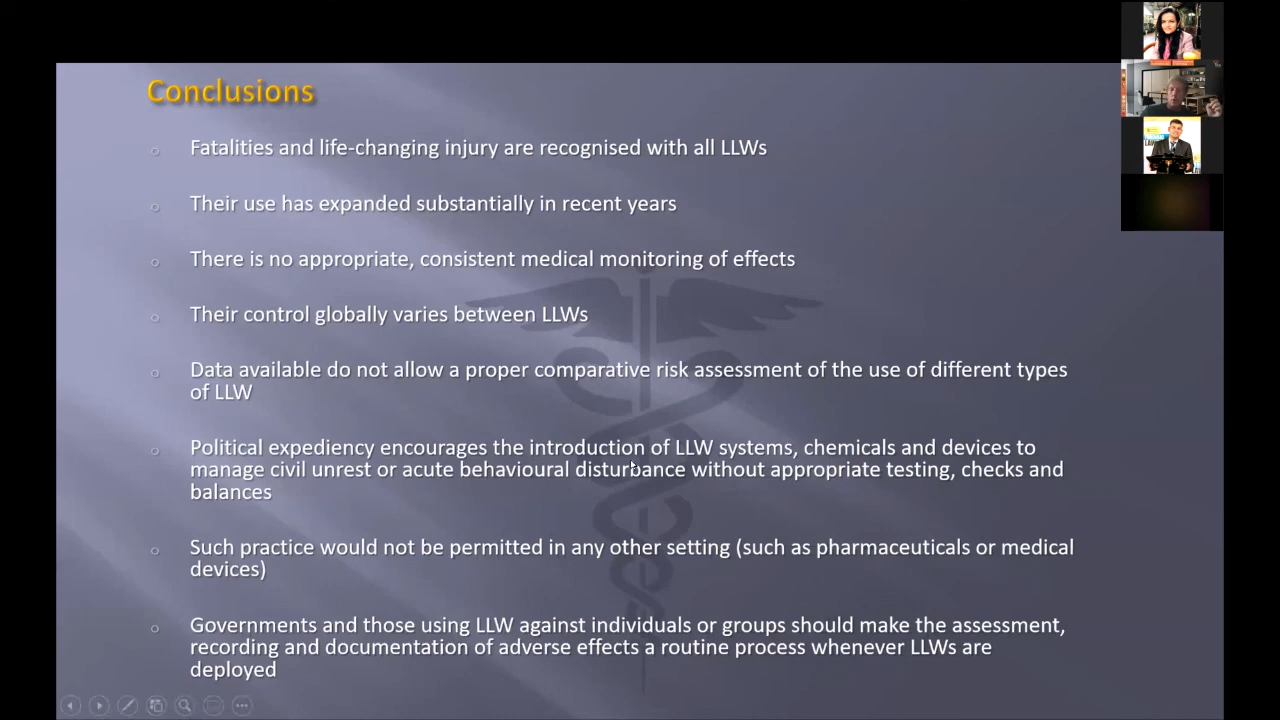 Conclusions
Fatalities and life-changing injury are recognised with all LLWs
Their use has expanded substantially in recent years
There is no appropriate, consistent medical monitoring of effects
Their control globally varies between LLWs
Data available do not allow a proper comparative risk assessment of the use of different types
of LLW
Political expediency encourages the introduction of LLW systems, chemicals and devices to
manage civil unrest or acute behavioural disturbance without appropriate testing, checks and
balances
Such practice would not be permitted in any other setting (such as pharmaceuticals or medical
devices)
Governments and those using LLW against individuals or groups should make the assessment,
recording and documentation of adverse effects a routine process whenever LLWs are
deployed